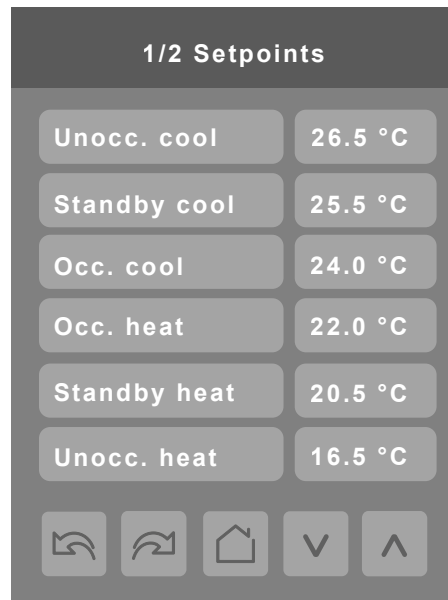 1/2 Setpoints
Unocc. cool 26.5 °C
Standby cool 25.5 °C
Occ. cool 24.0 °C
Occ. heat 22.0 °C
Standby heat 20.5 °C
Unocc. heat 16.5 °C